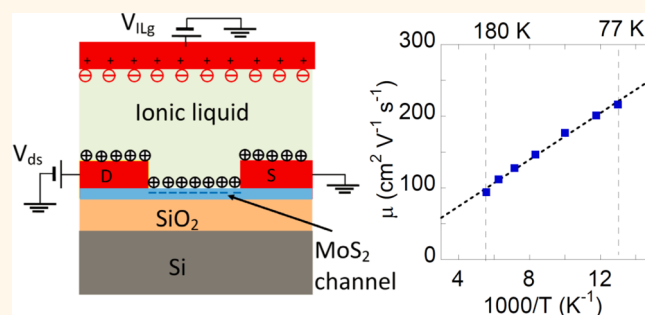 V_ILg
+ + + + + + + + +
⊖ ⊖ ⊖ ⊖ ⊖ ⊖ ⊖ ⊖ ⊖
Ionic liquid
V_ds
⊕⊕⊕⊕⊕ ⊕⊕⊕⊕⊕
D ⊕⊕⊕⊕⊕⊕⊕ S
SiO₂
MoS₂
channel
Si
180 K 77 K
300
200
100
0
μ (cm² V⁻¹ s⁻¹)
4 8 12
1000/T (K⁻¹)